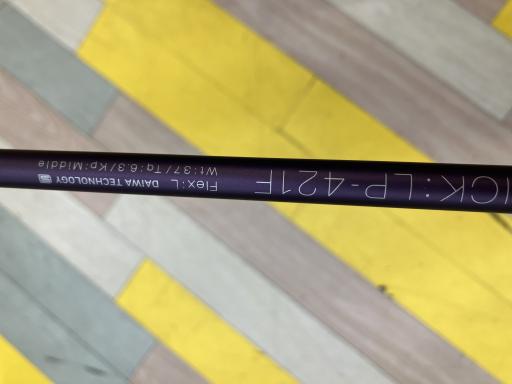 ICK:LP-421F
Flex: L DAIWA TECHNOLOGY
Wt:37/Tq:6.3/Kp:Middle